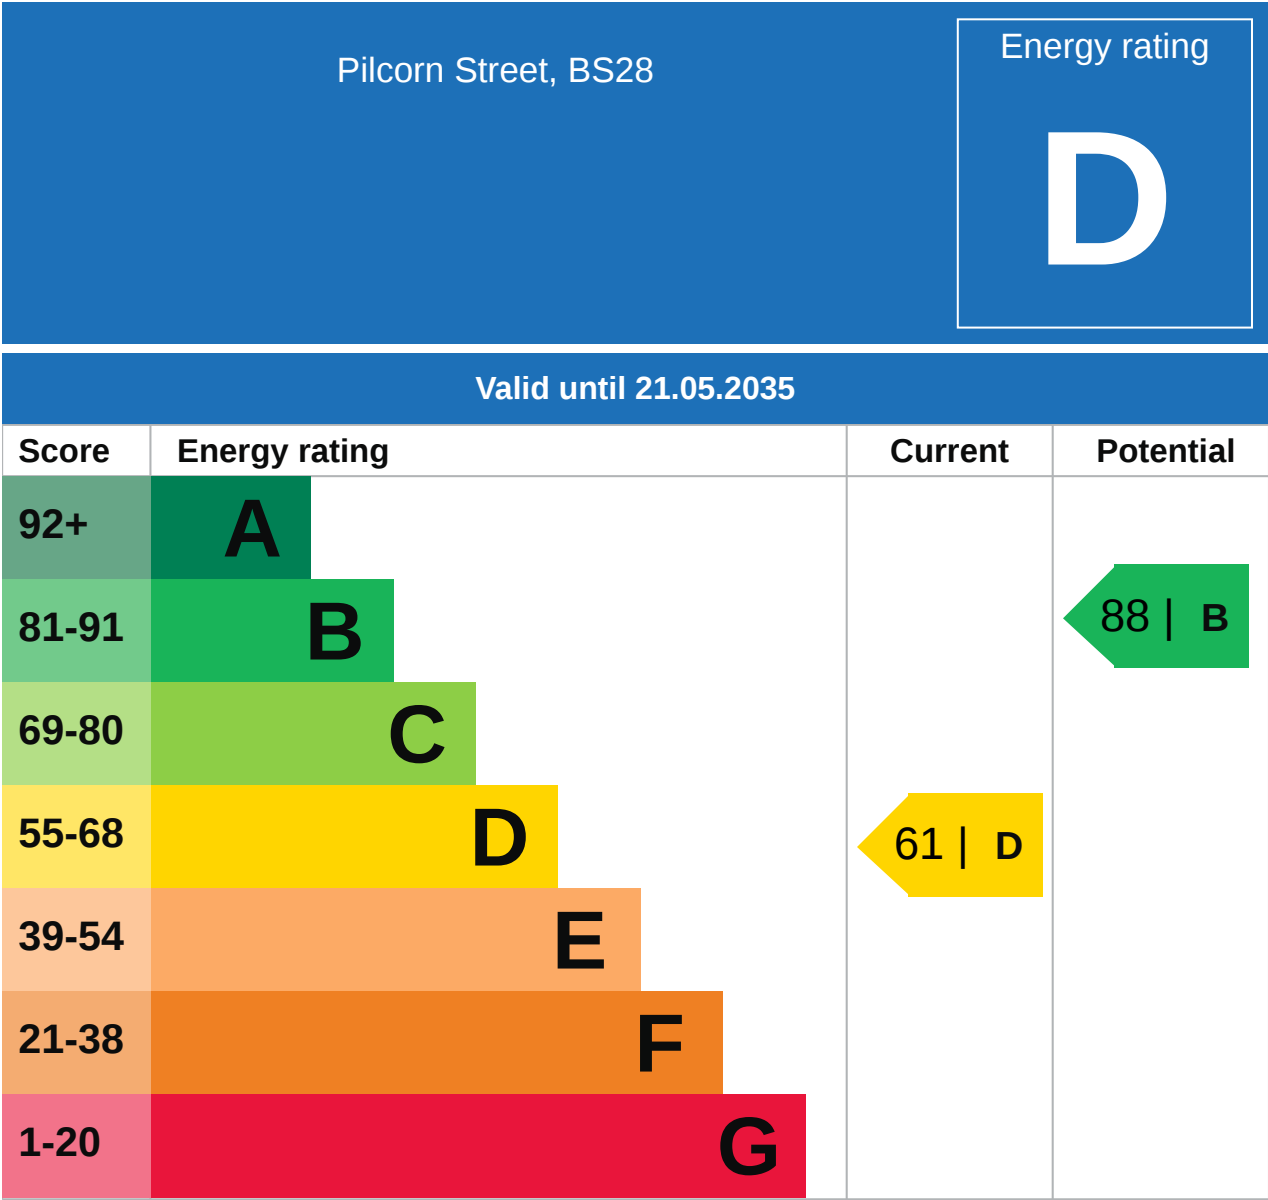 Pilcorn Street, BS28
Energy rating
D
Valid until 21.05.2035
Score Energy rating Current Potential
92+ A
81-91 B 88 | B
69-80 C
55-68 D 61 | D
39-54 E
21-38 F
1-20 G